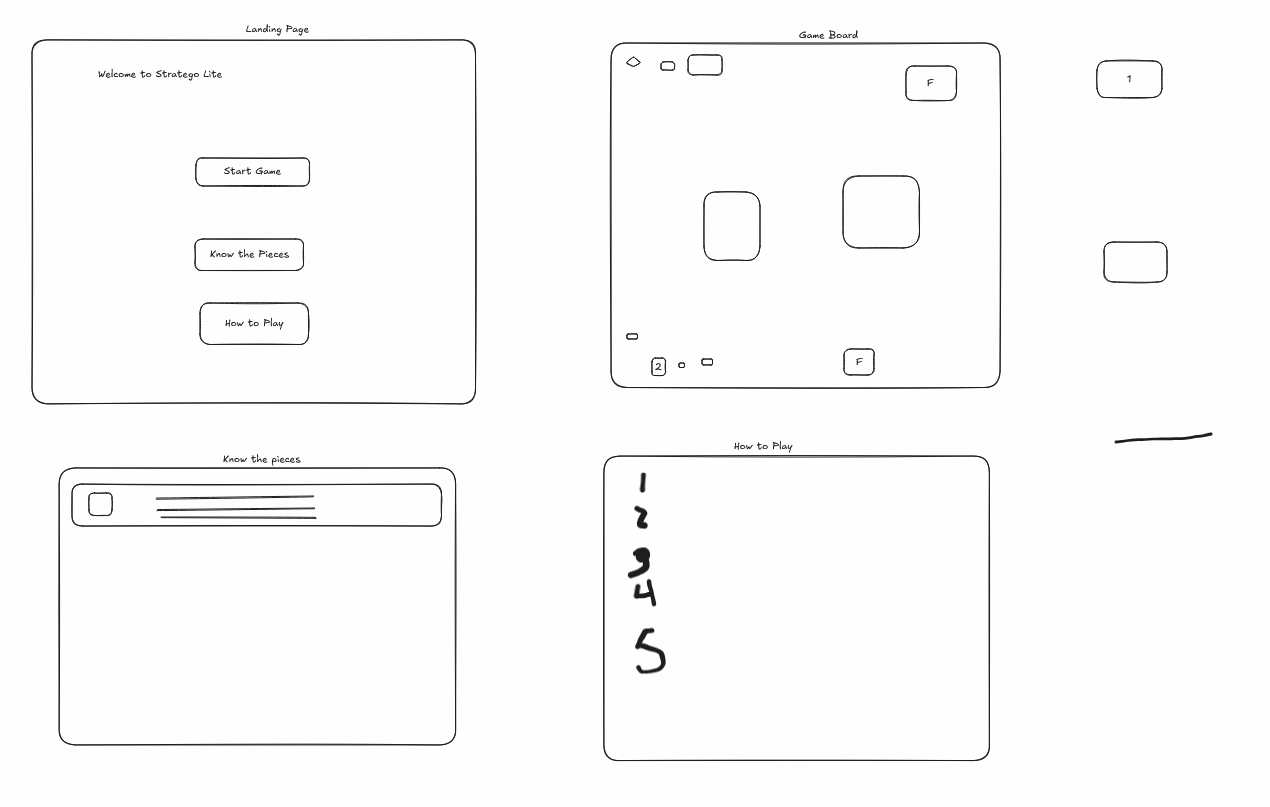 Landing Page
Welcome to Stratego Lite
Start Game
Know the Pieces
How to Play
Game Board
F
2
F
1
Know the pieces
How to Play
1
2
3
4
5